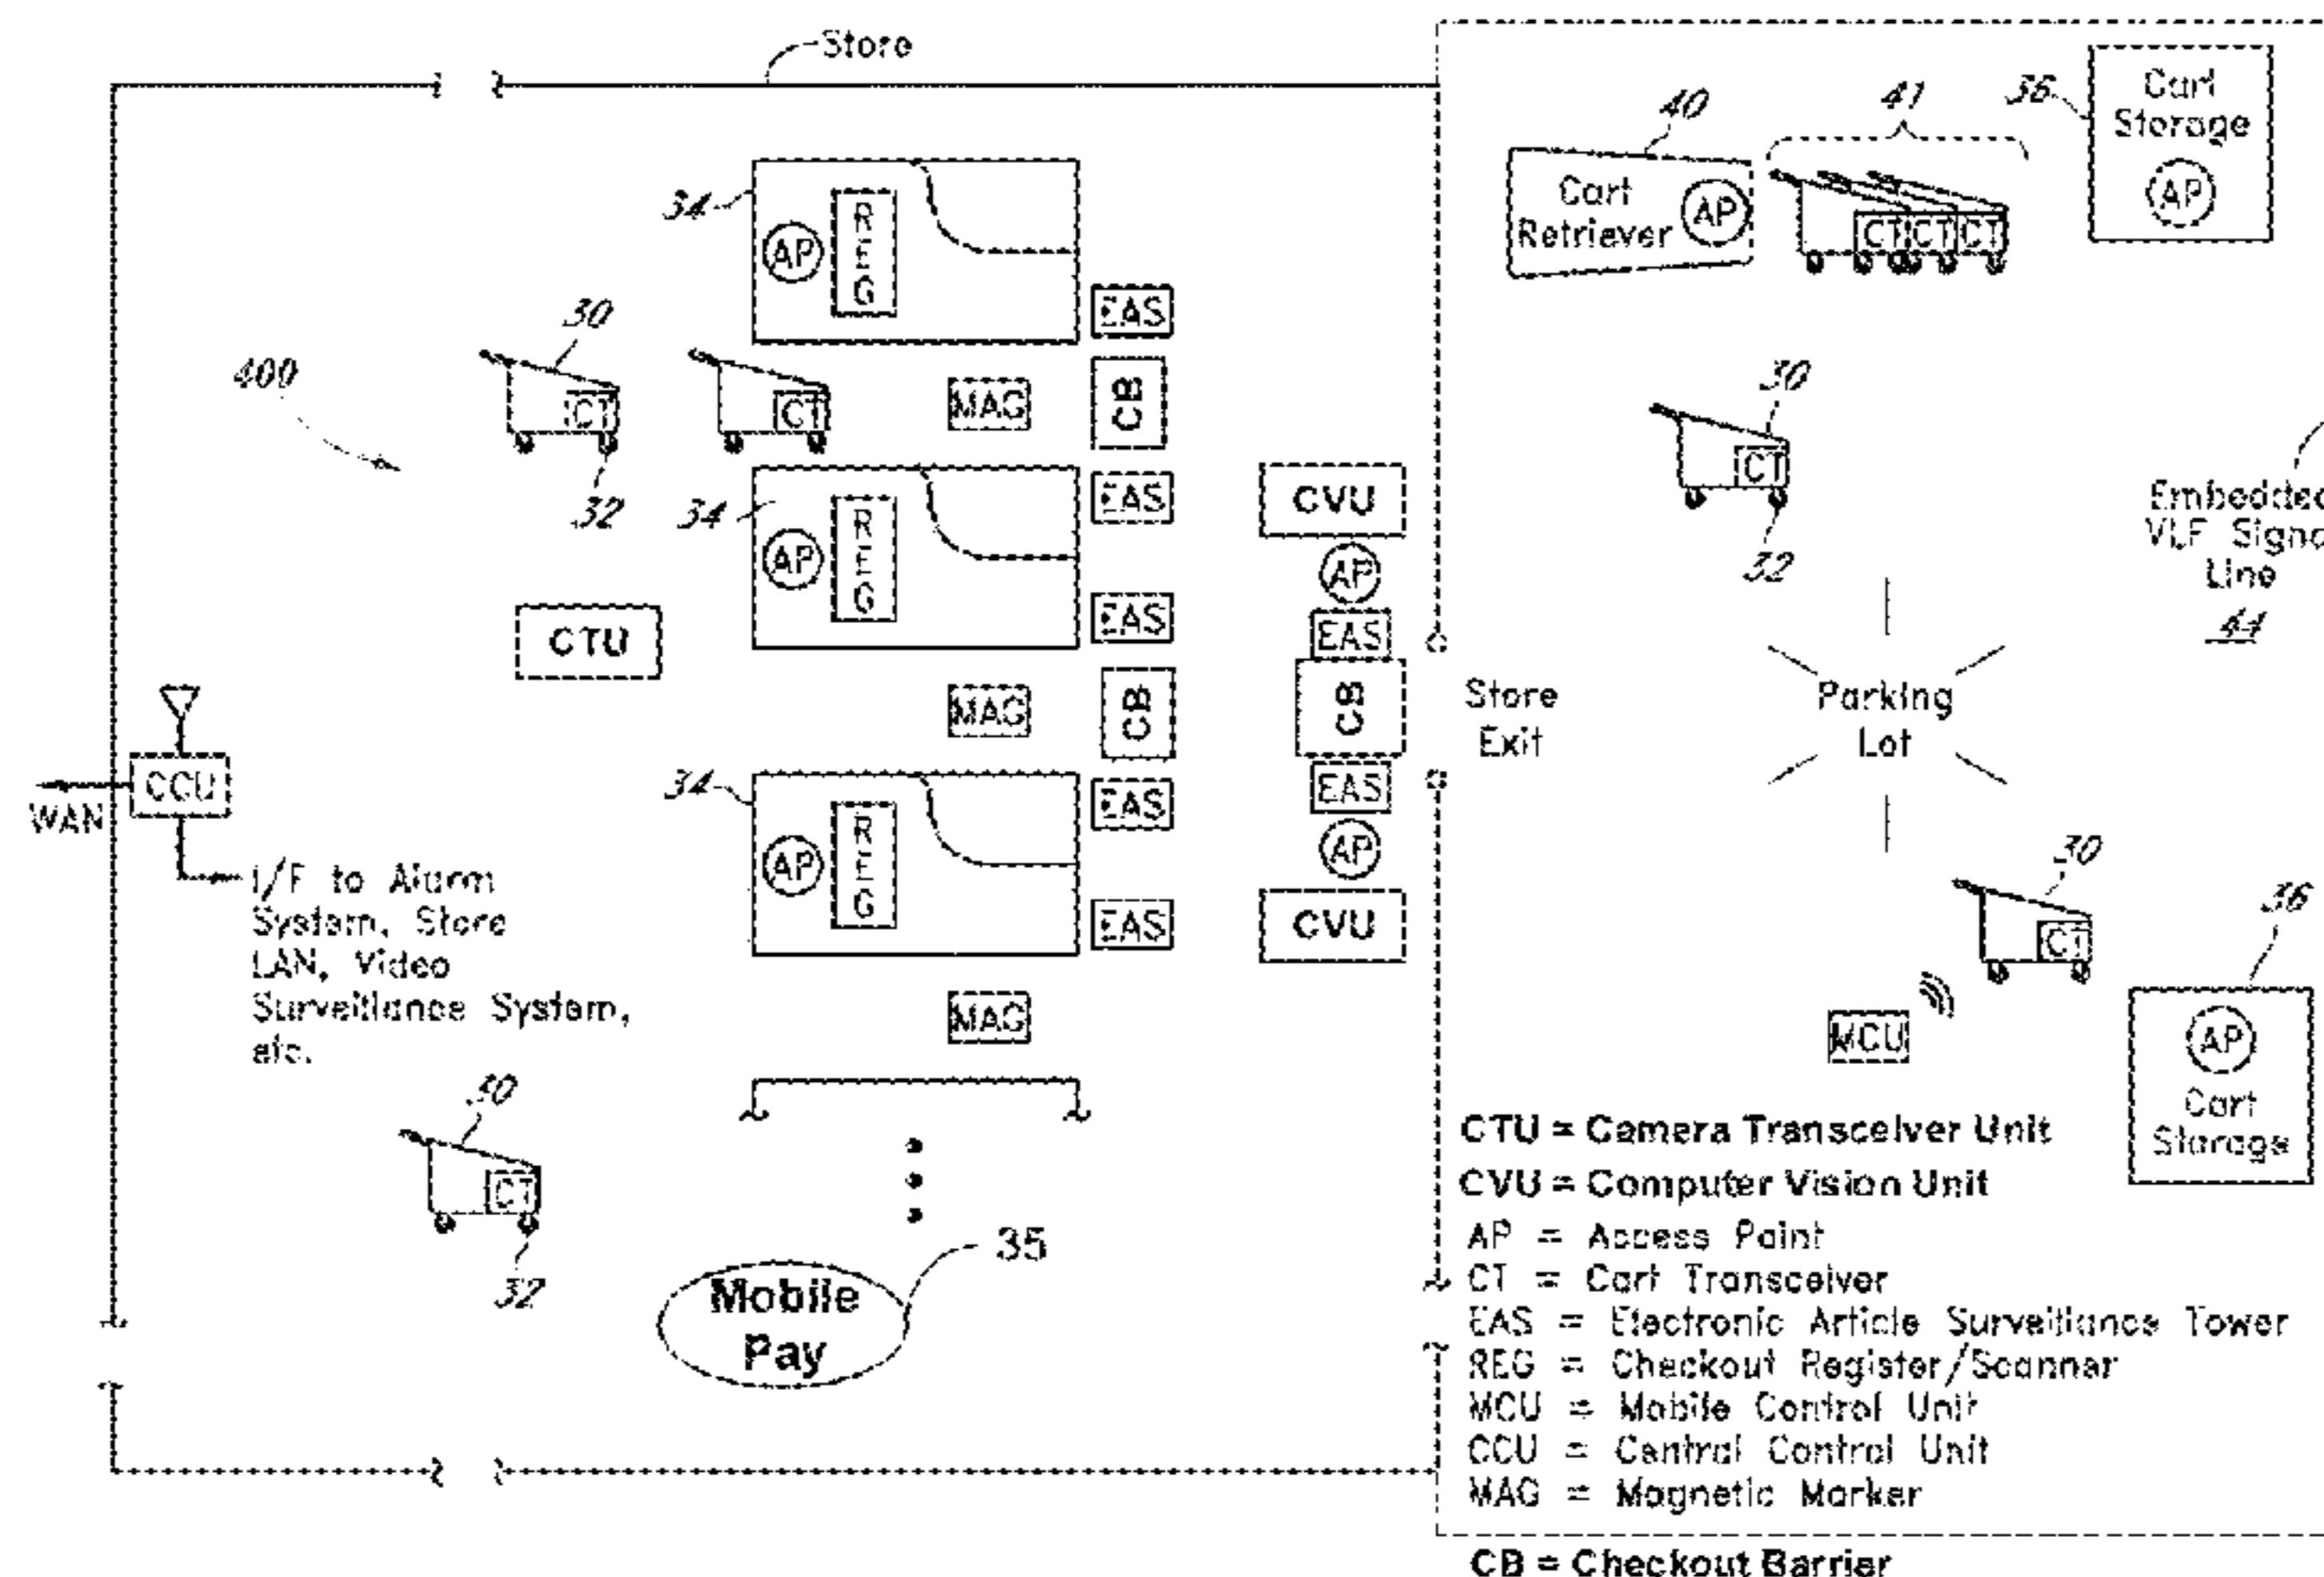 Store
40
41
36
Cart
Storage
AP
Cart
Retriever
AP
CT CT CT
34
AP
REG
EAS
30
400
CT
CT
MAG
CB
32
30
CT
32
34
AP
REG
EAS
EAS
CVU
AP
EAS
CTU
MAG
CB
CB
Store
Exit
Parking
Lot
Embedded
VLF
Line
44
CCU
WAN
34
AP
REG
EAS
EAS
EAS
AP
CVU
I/F to Alarm
System, Store
LAN, Video
Surveillance System,
etc.
MAG
30
CT
36
MCU
AP
Cart
Storage
30
CT
32
35
Mobile
Pay
CTU = Camera Transceiver Unit
CVU = Computer Vision Unit
AP = Access Point
CT = Cart Transceiver
EAS = Electronic Article Surveillance Tower
REG = Checkout Register/Scanner
MCU = Mobile Control Unit
CCU = Central Control Unit
MAG = Magnetic Marker
CB = Checkout Barrier